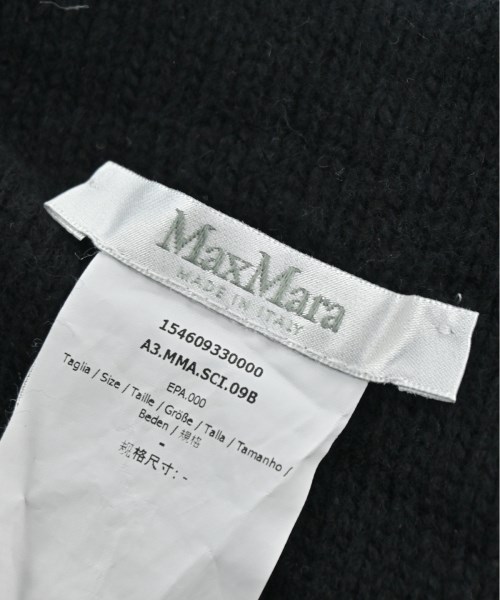 MaxMara
MADE IN ITALY
154609330000
A3.MMA.SCI.09B
EPA.000
Taglia / Size / Taille / Größe / Talla / Tamanho /
Beden / 規格
-
规格尺寸: -